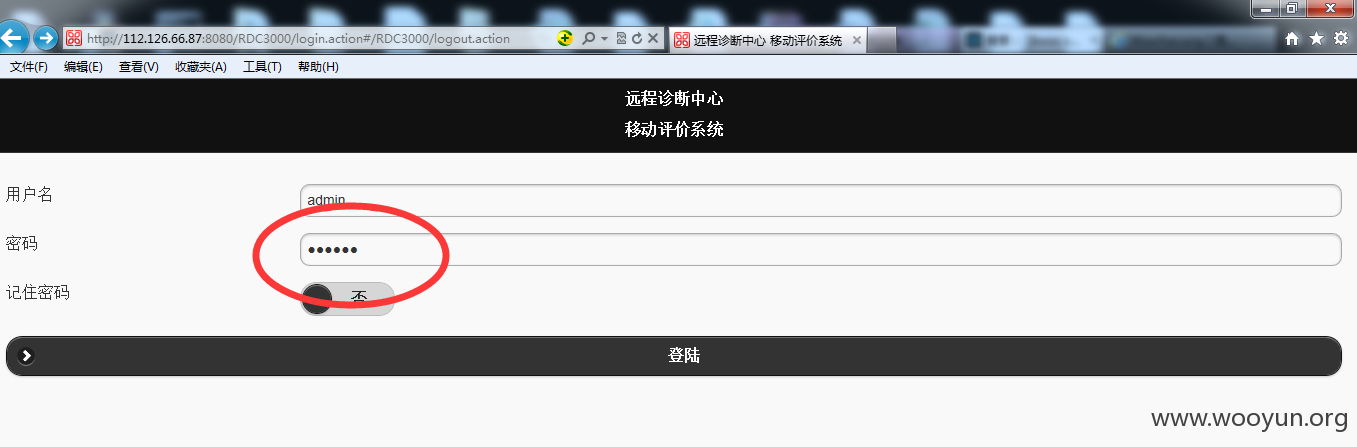 http://112.126.66.87:8080/RDC3000/login.action#/RDC3000/logout.action
远程诊断中心 移动评价系统
文件(F) 编辑(E) 查看(V) 收藏夹(A) 工具(T) 帮助(H)
远程诊断中心
移动评价系统
用户名
admin
密码
••••••
记住密码
否
登陆
www.wooyun.org